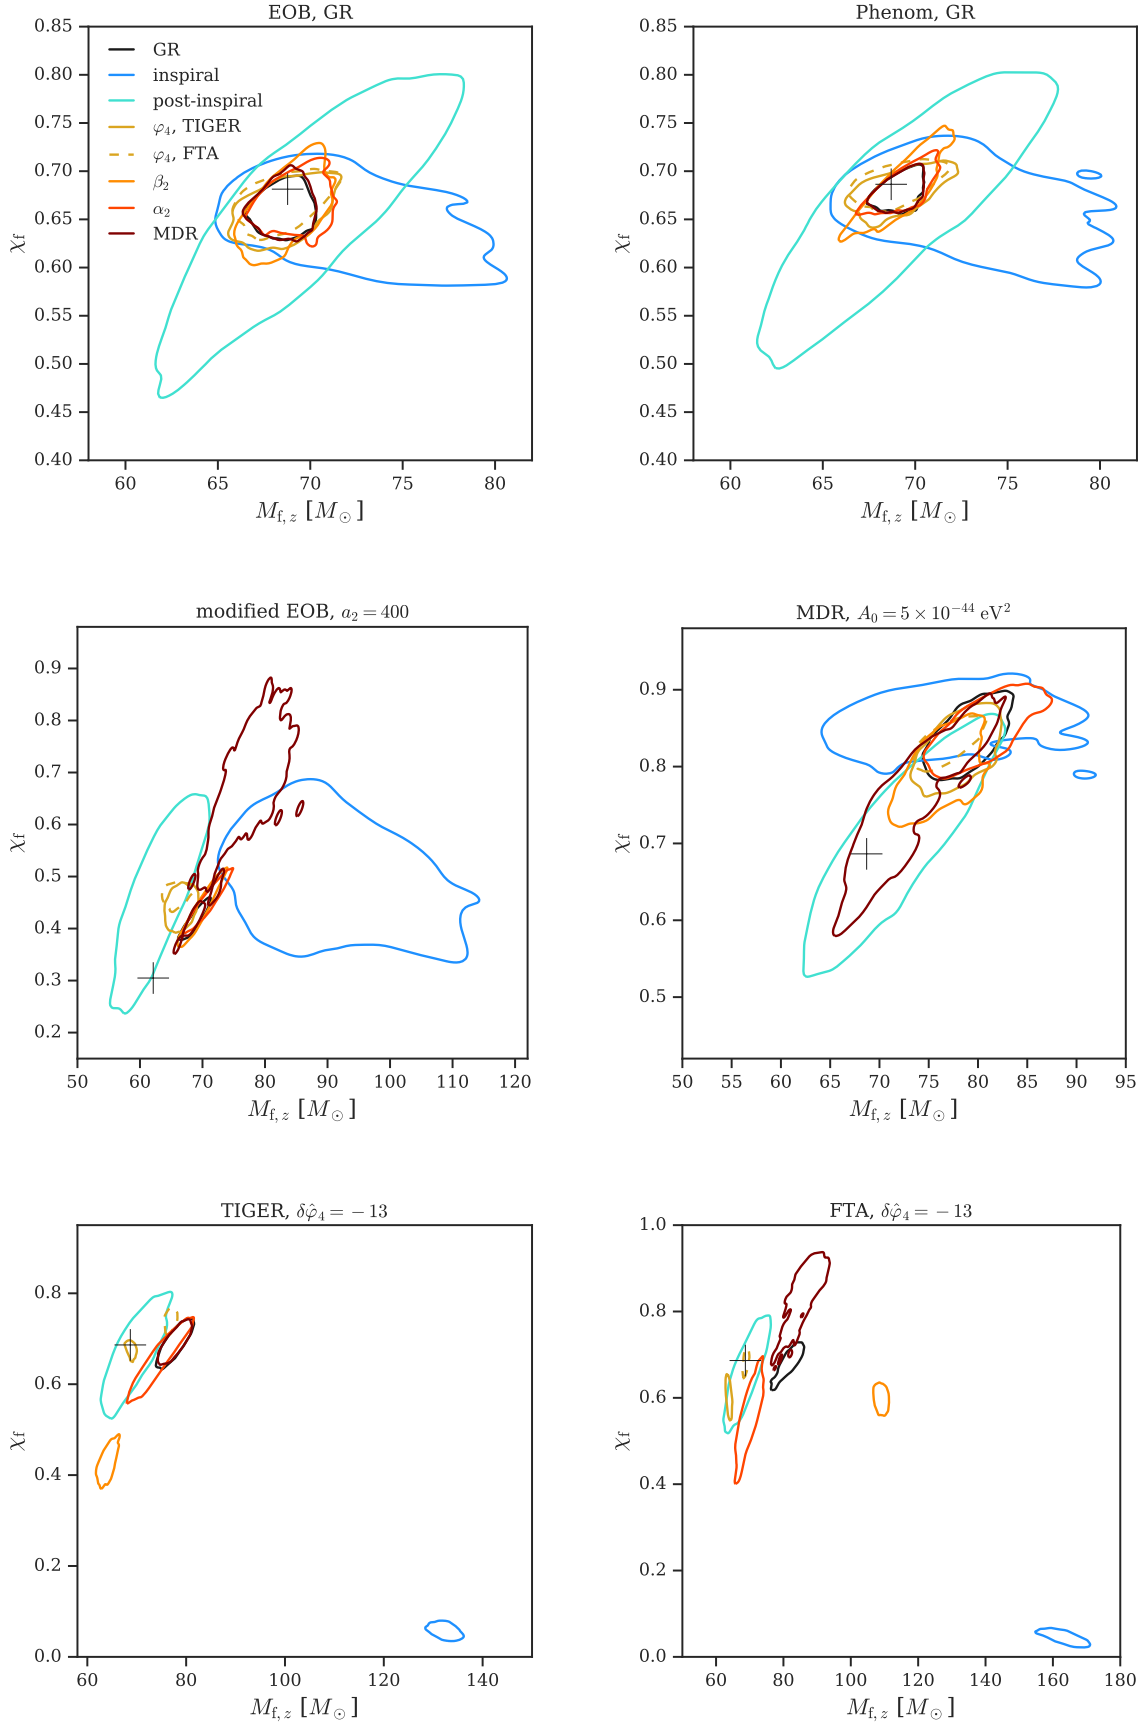 EOB, GR
0.85
0.80
0.75
0.70
0.65
0.60
0.55
0.50
0.45
0.40
χf
GR
inspiral
post-inspiral
φ4, TIGER
φ4, FTA
β2
α2
MDR
60 65 70 75 80
Mf, z [M⊙]
Phenom, GR
0.85
0.80
0.75
0.70
0.65
0.60
0.55
0.50
0.45
0.40
χf
60 65 70 75 80
Mf, z [M⊙]
modified EOB, a2 = 400
0.9
0.8
0.7
0.6
0.5
0.4
0.3
0.2
χf
50 60 70 80 90 100 110 120
Mf, z [M⊙]
MDR, A0 = 5 × 10⁻⁴⁴ eV²
0.9
0.8
0.7
0.6
0.5
χf
50 55 60 65 70 75 80 85 90 95
Mf, z [M⊙]
TIGER, δφ̂4 = −13
0.8
0.6
0.4
0.2
0.0
χf
60 80 100 120 140
Mf, z [M⊙]
FTA, δφ̂4 = −13
1.0
0.8
0.6
0.4
0.2
0.0
χf
60 80 100 120 140 160 180
Mf, z [M⊙]